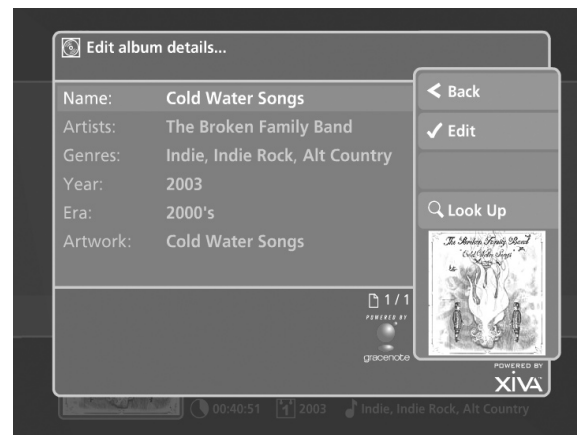 Edit album details...
Name: Cold Water Songs
Artists: The Broken Family Band
Genres: Indie, Indie Rock, Alt Country
Year: 2003
Era: 2000's
Artwork: Cold Water Songs
Back
Edit
Look Up
The Broken Family Band
Cold Water Songs
1 / 1
POWERED BY
gracenote
POWERED BY
XiVA
00:40:51 1 2003 Indie, Indie Rock, Alt Country